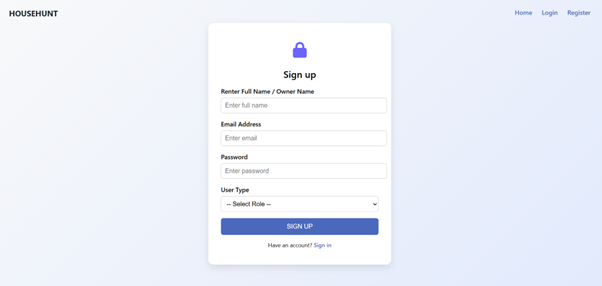 HOUSEHUNT
Home Login Register
Sign up
Renter Full Name / Owner Name
Enter full name
Email Address
Enter email
Password
Enter password
User Type
-- Select Role --
SIGN UP
Have an account? Sign in